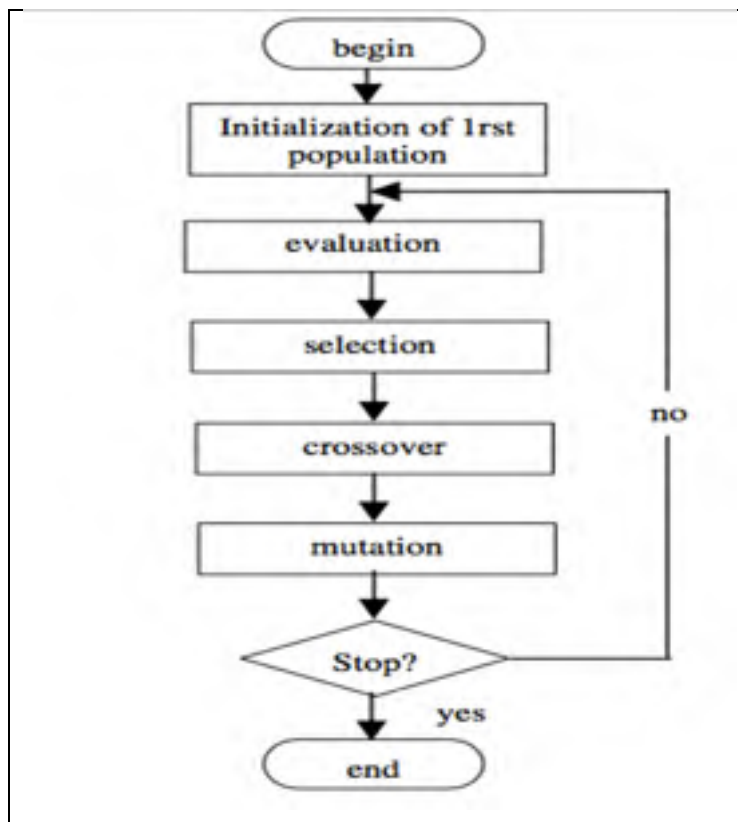 begin
Initialization of 1rst
population
evaluation
selection
crossover
no
mutation
Stop?
yes
end